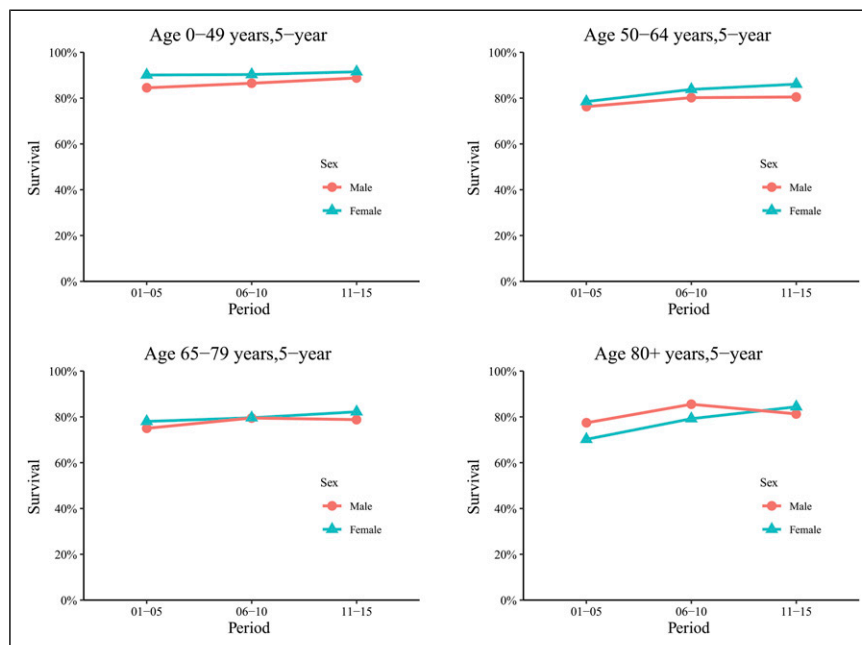 Age 0−49 years,5−year
100%
80%
60%
40%
20%
0%
Survival
Sex
Male
Female
01−05
06−10
11−15
Period
Age 50−64 years,5−year
100%
80%
60%
40%
20%
0%
Survival
Sex
Male
Female
01−05
06−10
11−15
Period
Age 65−79 years,5−year
100%
80%
60%
40%
20%
0%
Survival
Sex
Male
Female
01−05
06−10
11−15
Period
Age 80+ years,5−year
100%
80%
60%
40%
20%
0%
Survival
Sex
Male
Female
01−05
06−10
11−15
Period